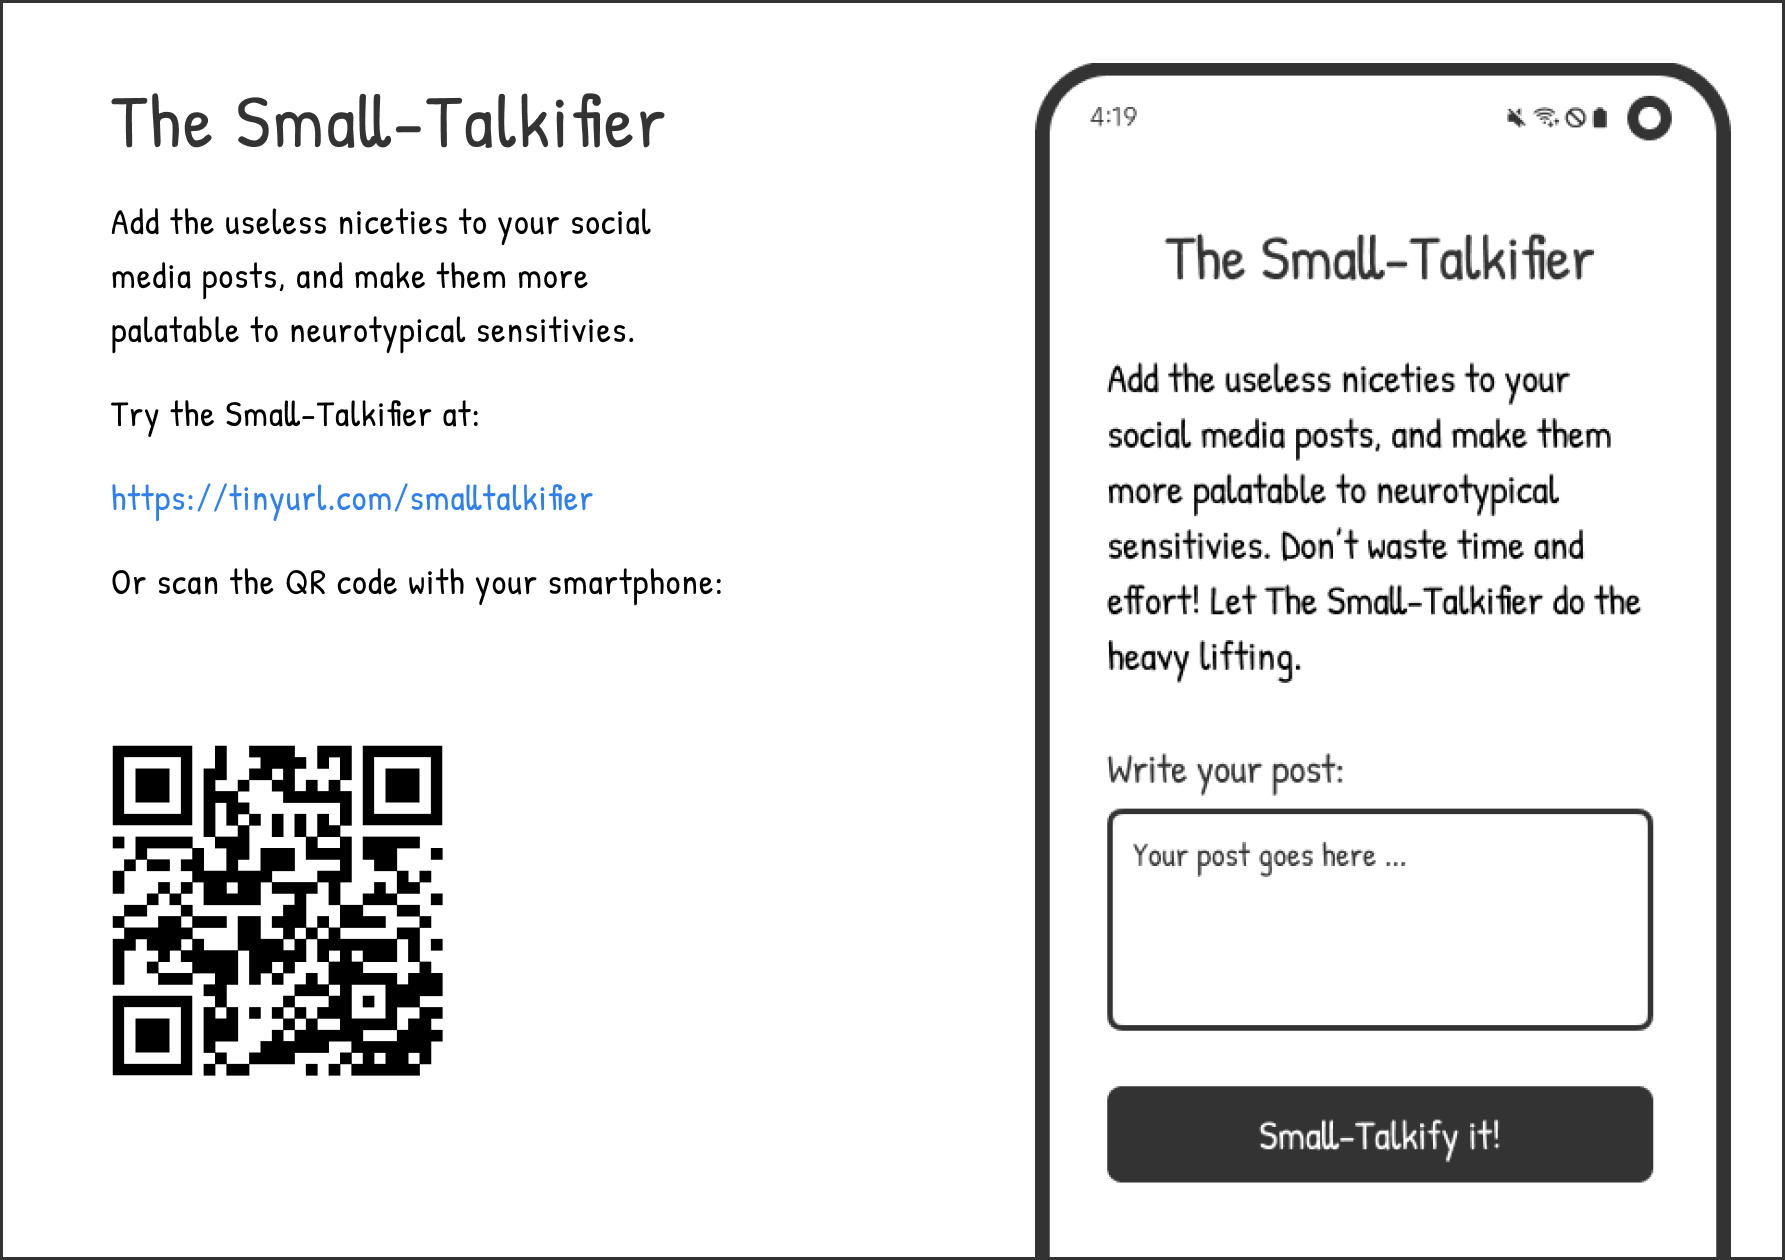 The Small-Talkifier
Add the useless niceties to your social
media posts, and make them more
palatable to neurotypical sensitivies.
Try the Small-Talkifier at:
https://tinyurl.com/smalltalkifier
Or scan the QR code with your smartphone:
4:19
The Small-Talkifier
Add the useless niceties to your
social media posts, and make them
more palatable to neurotypical
sensitivies. Don't waste time and
effort! Let The Small-Talkifier do the
heavy lifting.
Write your post:
Your post goes here ...
Small-Talkify it!